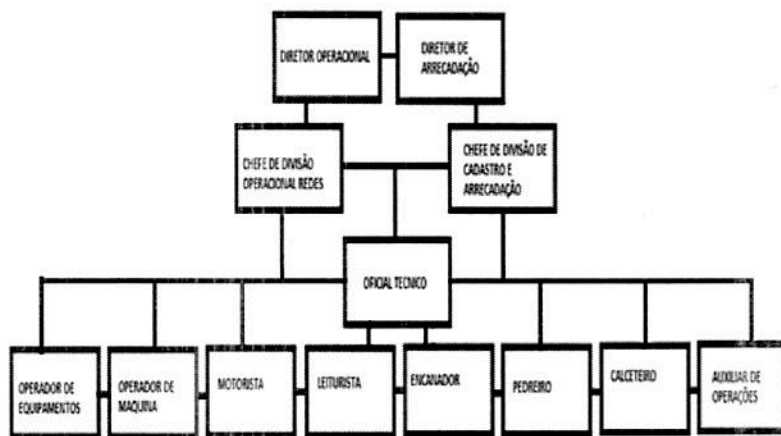 DIRETOR OPERACIONAL
DIRETOR DE
ARRECADAÇÃO
CHEFE DE DIVISÃO
OPERACIONAL REDES
CHEFE DE DIVISÃO DE
CADASTRO E
ARRECADAÇÃO
OFICIAL TECNICO
OPERADOR DE
EQUIPAMENTOS
OPERADOR DE
MAQUINA
MOTORISTA
LEITURISTA
ENCANADOR
PEDREIRO
CALCETEIRO
AUXILIAR DE
OPERAÇÕES